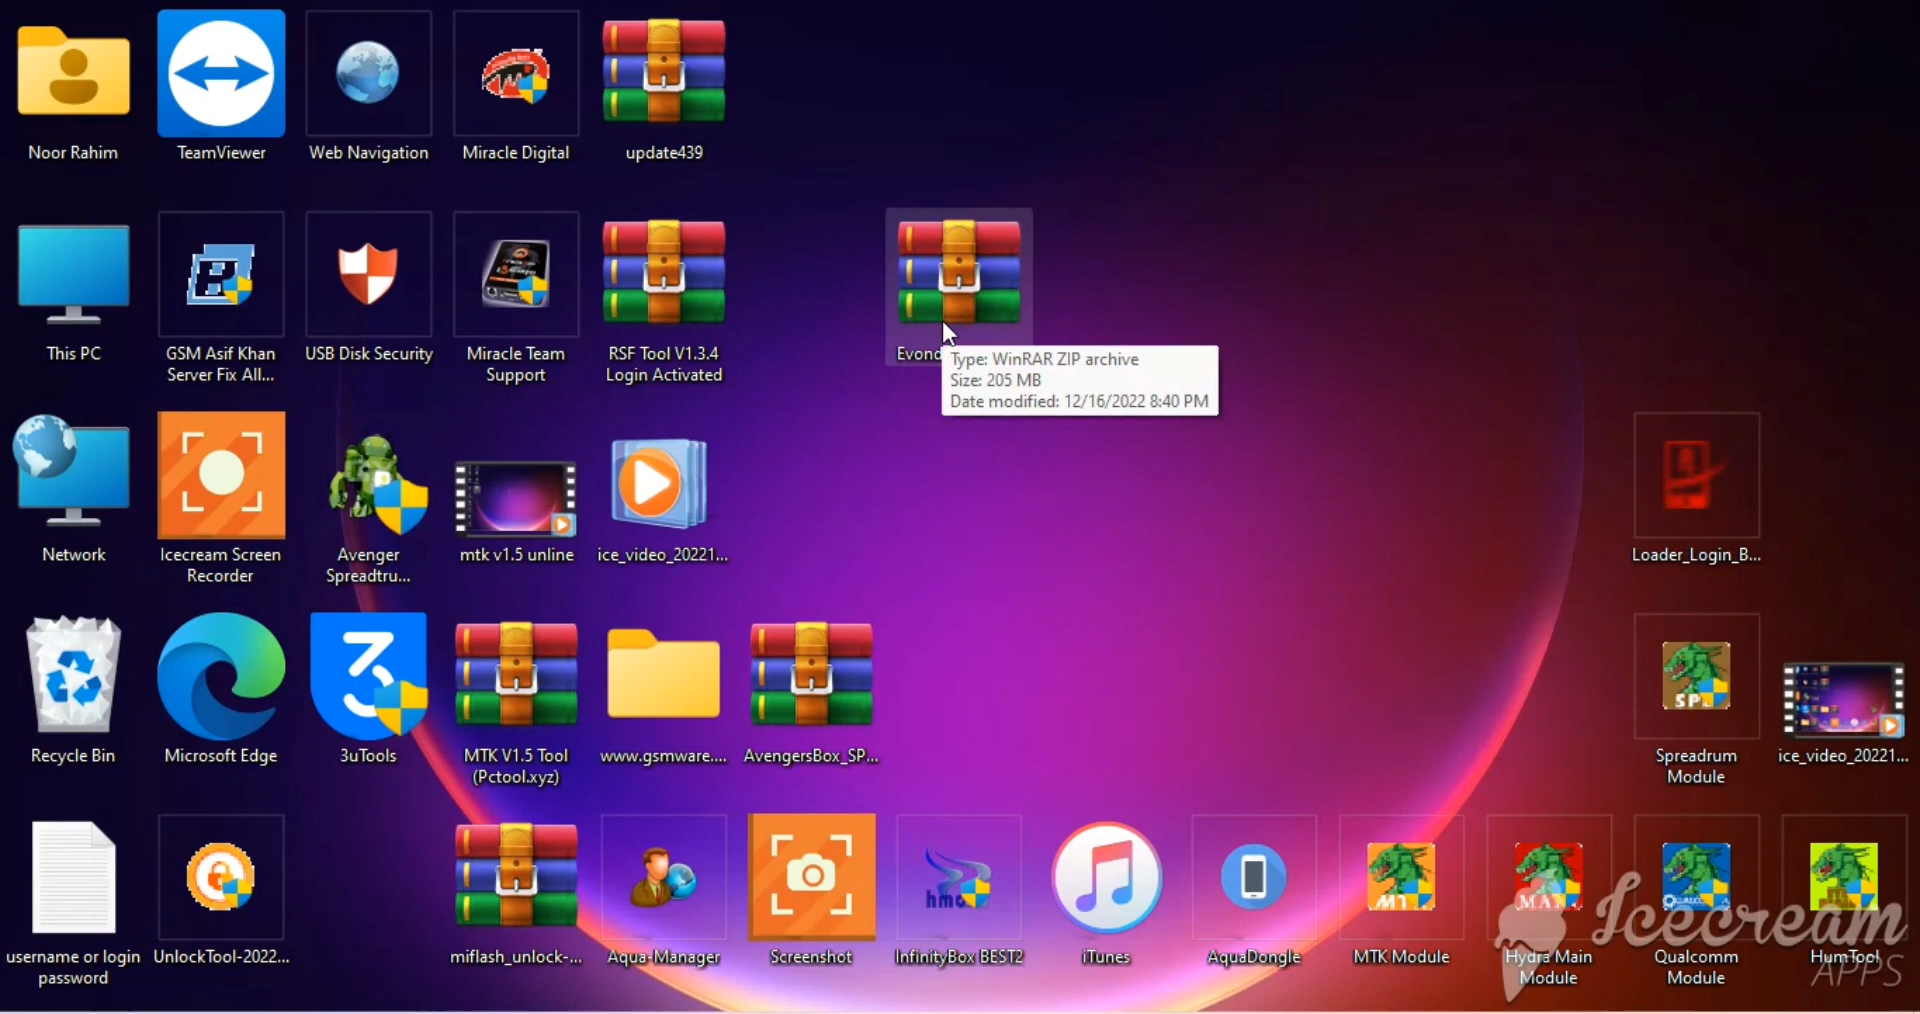 Noor Rahim
TeamViewer
Web Navigation
Miracle Digital
update439
This PC
GSM Asif Khan
Server Fix All...
USB Disk Security
Miracle Team
Support
RSF Tool V1.3.4
Login Activated
Evond
Type: WinRAR ZIP archive
Size: 205 MB
Date modified: 12/16/2022 8:40 PM
Network
Icecream Screen
Recorder
Avenger
Spreadtru...
mtk v1.5 unline
ice_video_20221...
Loader_Login_B...
Recycle Bin
Microsoft Edge
3uTools
MTK V1.5 Tool
(Pctool.xyz)
www.gsmware....
AvengersBox_SP...
SPL
Spreadrum
Module
ice_video_20221...
username or login
password
UnlockTool-2022...
miflash_unlock-...
Aqua-Manager
Screenshot
InfinityBox BEST2
iTunes
AquaDongle
MTK Module
Hydra Main
Module
Qualcomm
Module
HumTool
Icecream
APPS